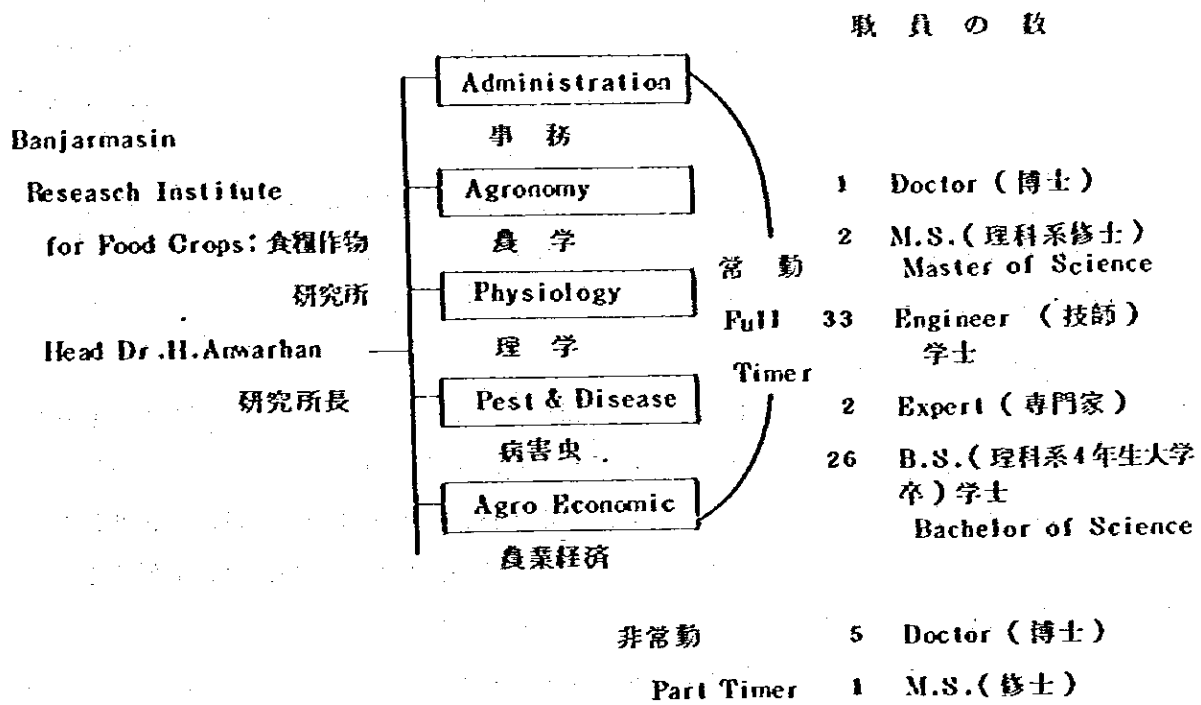 職員の数
Administration
事務
Banjarmasin
Reseasch Institute
for Food Crops: 食糧作物
研究所
Head Dr.H.Anwarhan
研究所長
Agronomy
農学
Physiology
理学
Pest & Disease
病害虫
Agro Economic
農業経済
常勤
Full
Timer
1 Doctor (博士)
2 M.S.(理科系修士)
Master of Science
33 Engineer (技師)
学士
2 Expert (専門家)
26 B.S.(理科系4年生大学
卒)学士
Bachelor of Science
非常勤 5 Doctor (博士)
Part Timer 1 M.S.(修士)